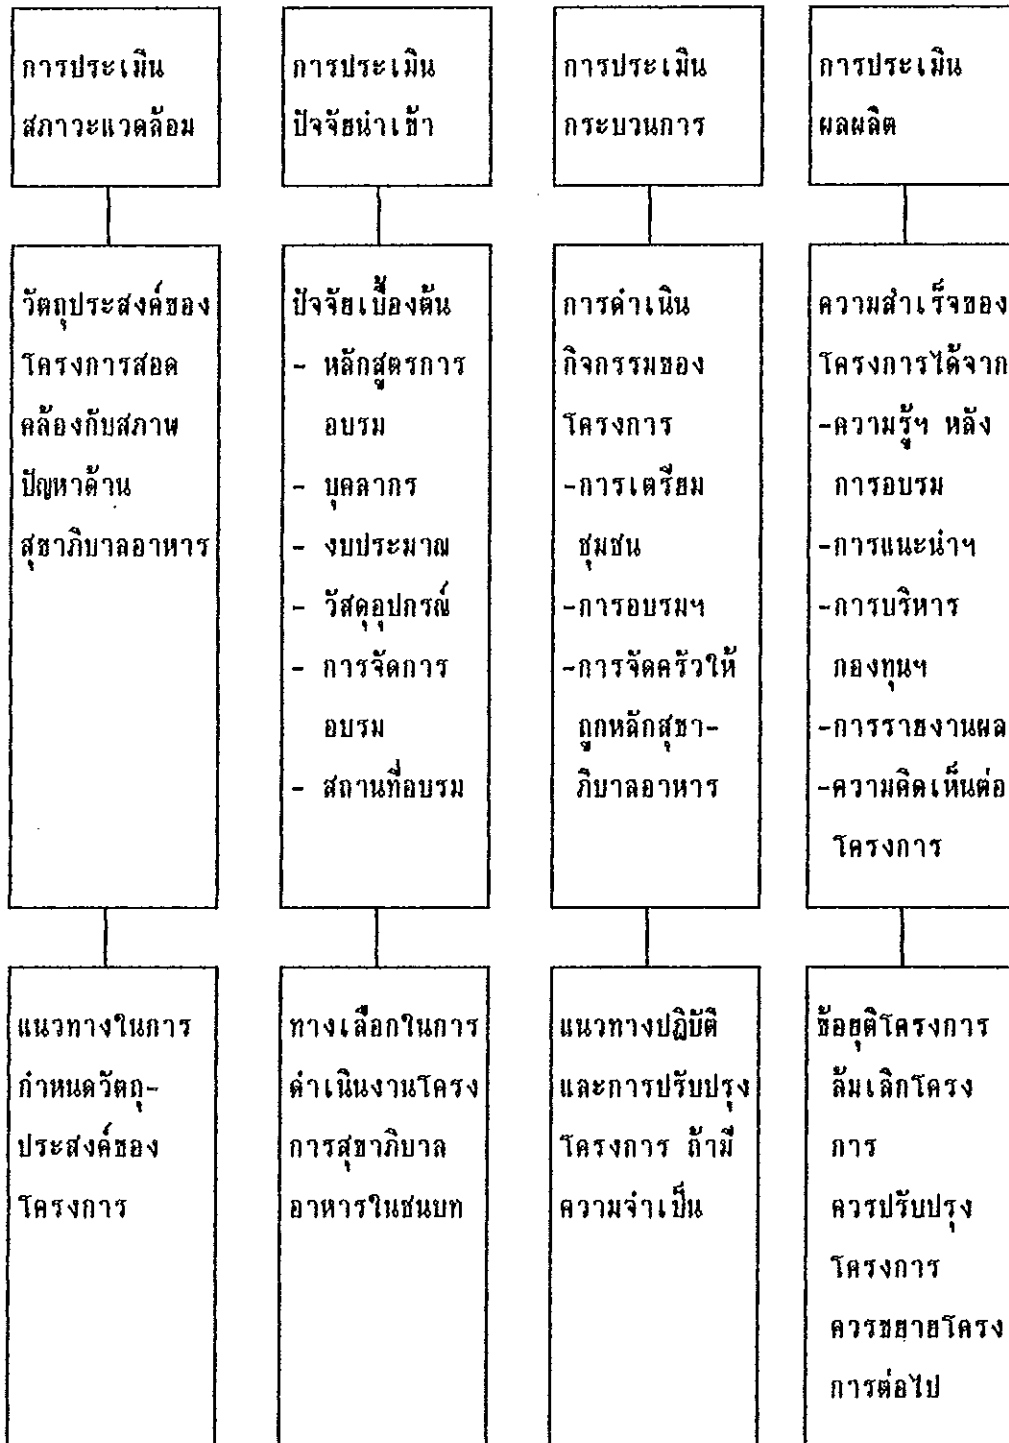 การประเมิน
สภาวะแวดล้อม
การประเมิน
ปัจจัยนำเข้า
การประเมิน
กระบวนการ
การประเมิน
ผลผลิต
วัตถุประสงค์ของ
โครงการสอด
คล้องกับสภาพ
ปัญหาด้าน
สุขาภิบาลอาหาร
ปัจจัยเบื้องต้น
- หลักสูตรการ
อบรม
- บุคลากร
- งบประมาณ
- วัสดุอุปกรณ์
- การจัดการ
อบรม
- สถานที่อบรม
การดำเนิน
กิจกรรมของ
โครงการ
-การเตรียม
ชุมชน
-การอบรมฯ
-การจัดครัวให้
ถูกหลักสุขา-
ภิบาลอาหาร
ความสำเร็จของ
โครงการได้จาก
-ความรู้ฯ หลัง
การอบรม
-การแนะนำฯ
-การบริหาร
กองทุนฯ
-การรายงานผล
-ความคิดเห็นต่อ
โครงการ
แนวทางในการ
กำหนดวัตถุ-
ประสงค์ของ
โครงการ
ทางเลือกในการ
ดำเนินงานโครง
การสุขาภิบาล
อาหารในชนบท
แนวทางปฏิบัติ
และการปรับปรุง
โครงการ ถ้ามี
ความจำเป็น
ข้อยุติโครงการ
ล้มเลิกโครง
การ
ควรปรับปรุง
โครงการ
ควรขยายโครง
การต่อไป